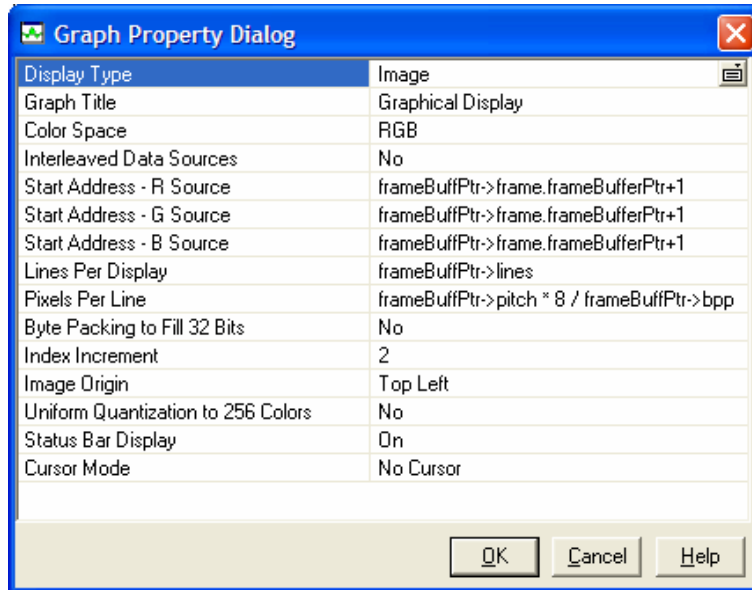 Graph Property Dialog
Display Type Image
Graph Title Graphical Display
Color Space RGB
Interleaved Data Sources No
Start Address - R Source frameBuffPtr->frame.frameBufferPtr+1
Start Address - G Source frameBuffPtr->frame.frameBufferPtr+1
Start Address - B Source frameBuffPtr->frame.frameBufferPtr+1
Lines Per Display frameBuffPtr->lines
Pixels Per Line frameBuffPtr->pitch * 8 / frameBuffPtr->bpp
Byte Packing to Fill 32 Bits No
Index Increment 2
Image Origin Top Left
Uniform Quantization to 256 Colors No
Status Bar Display On
Cursor Mode No Cursor
OK Cancel Help